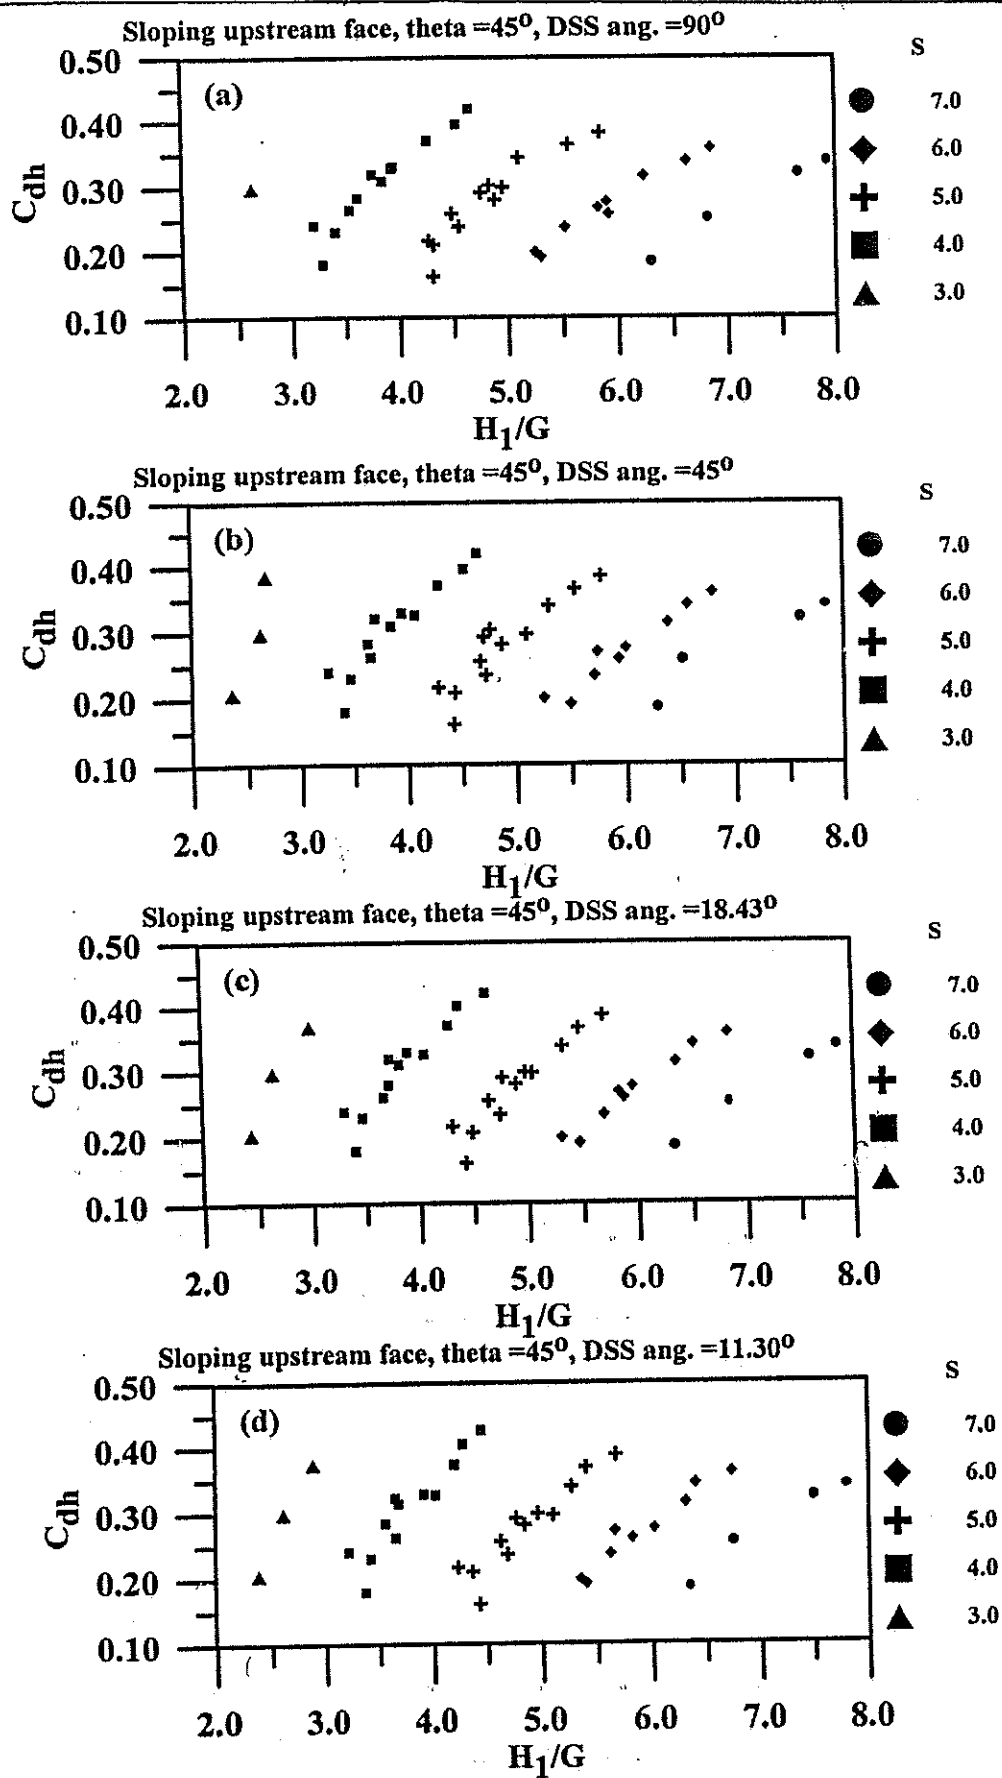 Sloping upstream face, theta =45⁰, DSS ang. =90⁰
S
0.50
(a)
7.0
0.40
6.0
C_dh
0.30
5.0
4.0
0.20
3.0
0.10
2.0 3.0 4.0 5.0 6.0 7.0 8.0
H₁/G
Sloping upstream face, theta =45⁰, DSS ang. =45⁰
S
0.50
(b)
7.0
0.40
6.0
C_dh
0.30
5.0
4.0
0.20
3.0
0.10
2.0 3.0 4.0 5.0 6.0 7.0 8.0
H₁/G
Sloping upstream face, theta =45⁰, DSS ang. =18.43⁰
S
0.50
(c)
7.0
0.40
6.0
C_dh
0.30
5.0
4.0
0.20
3.0
0.10
2.0 3.0 4.0 5.0 6.0 7.0 8.0
H₁/G
Sloping upstream face, theta =45⁰, DSS ang. =11.30⁰
S
0.50
(d)
7.0
0.40
6.0
C_dh
0.30
5.0
4.0
0.20
3.0
0.10
2.0 3.0 4.0 5.0 6.0 7.0 8.0
H₁/G